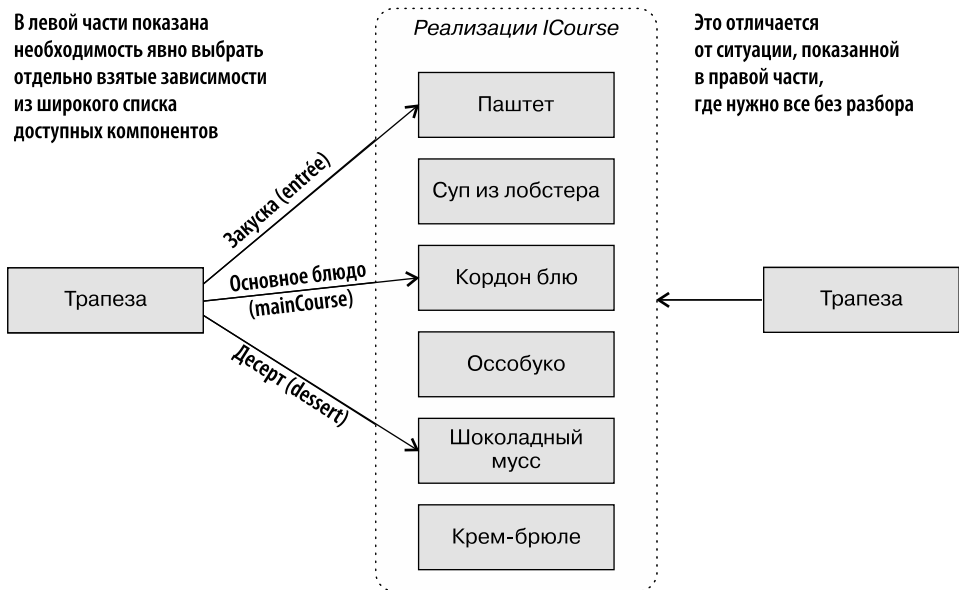 В левой части показана
необходимость явно выбрать
отдельно взятые зависимости
из широкого списка
доступных компонентов
Реализации ICourse
Это отличается
от ситуации, показанной
в правой части,
где нужно все без разбора
Паштет
Суп из лобстера
Закуска (entrée)
Трапеза
Основное блюдо
(mainCourse)
Кордон блю
Трапеза
Десерт (dessert)
Оссобуко
Шоколадный
мусс
Крем-брюле